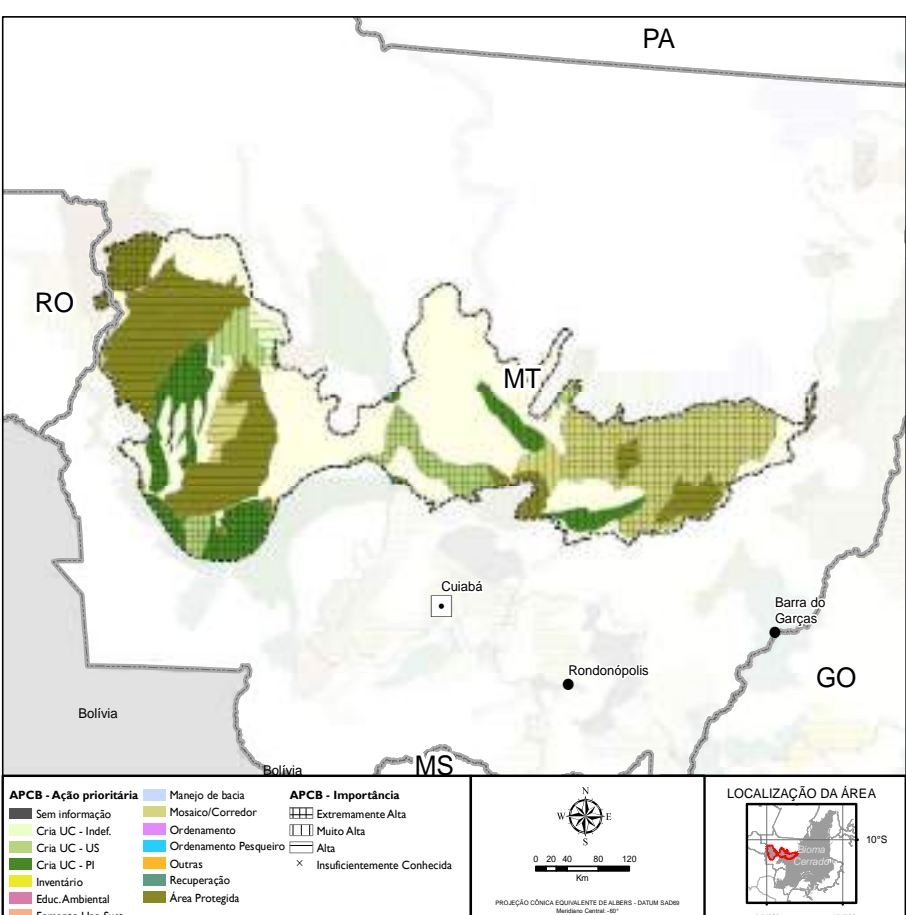 PA
RO
MT
Cuiabá
Barra do
Garças
Rondonópolis
GO
Bolívia
Bolívia
MS
APCB - Ação prioritária
Sem informação
Cria UC - Indef.
Cria UC - US
Cria UC - PI
Inventário
Educ. Ambiental
Manejo de bacia
Mosaico/Corredor
Ordenamento
Ordenamento Pesqueiro
Outras
Recuperação
Área Protegida
APCB - Importância
Extremamente Alta
Muito Alta
Alta
Insuficientemente Conhecida
N
W E
S
0 20 40 80 120
Km
PROJEÇÃO CÔNICA EQUIVALENTE DE ALBERS - DATUM SAD69
Meridiano Central: -60°
LOCALIZAÇÃO DA ÁREA
10°S
Bioma
Cerrado